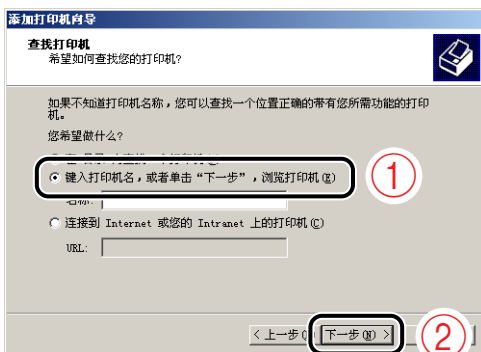 添加打印机向导
查找打印机
希望如何查找您的打印机?
如果不知道打印机名称，您可以查找一个位置正确的带有您所需功能的打印
机。
您希望做什么?
键入打印机名，或者单击“下一步”，浏览打印机(E)
①
名称:
连接到 Internet 或您的 Intranet 上的打印机(C)
URL:
< 上一步( 下一步(N) >
②